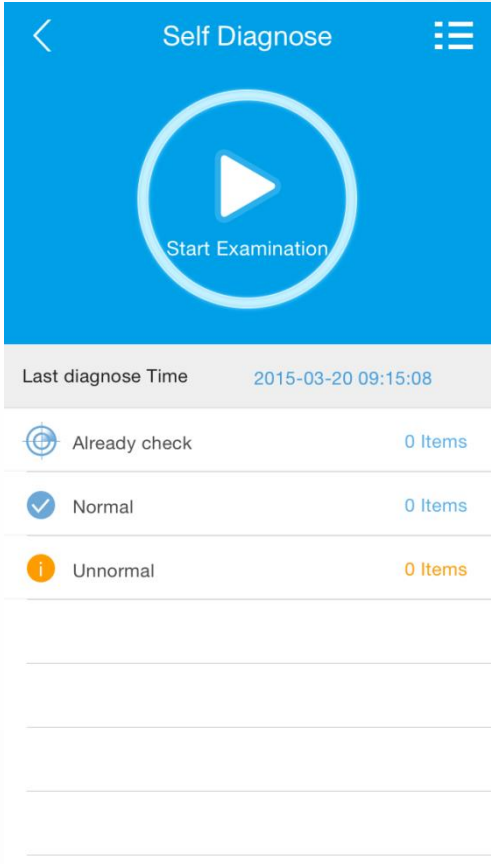 Self Diagnose
Start Examination
Last diagnose Time 2015-03-20 09:15:08
Already check 0 Items
Normal 0 Items
Unnormal 0 Items